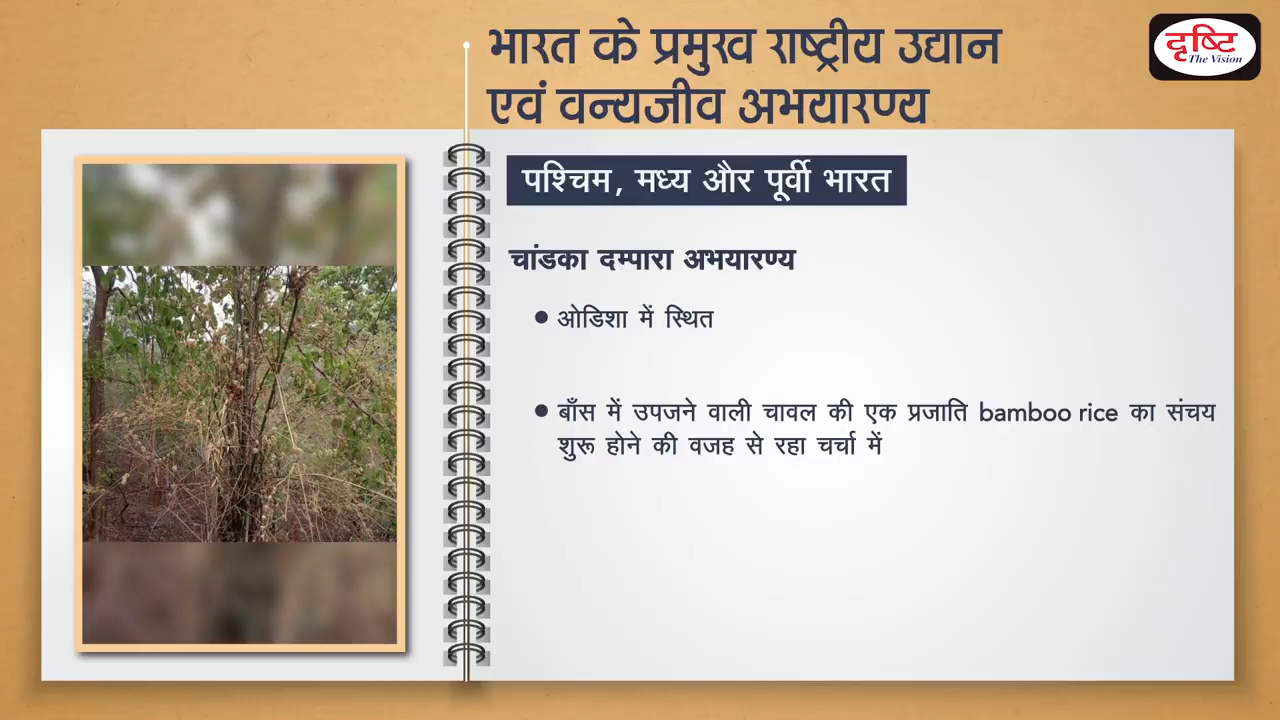 भारत के प्रमुख राष्ट्रीय उद्यान
एवं वन्यजीव अभयारण्य
दृष्टि
The Vision
पश्चिम, मध्य और पूर्वी भारत
चांडका दम्पारा अभयारण्य
● ओडिशा में स्थित
● बाँस में उपजने वाली चावल की एक प्रजाति bamboo rice का संचय
शुरू होने की वजह से रहा चर्चा में